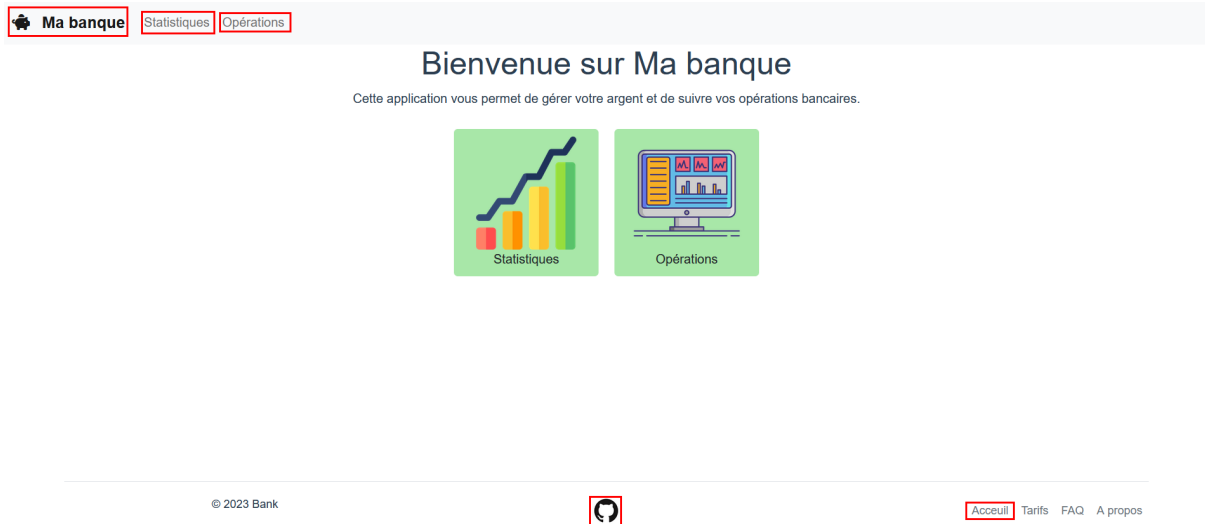 Ma banque Statistiques Opérations
Bienvenue sur Ma banque
Cette application vous permet de gérer votre argent et de suivre vos opérations bancaires.
Statistiques Opérations
© 2023 Bank Acceuil Tarifs FAQ A propos